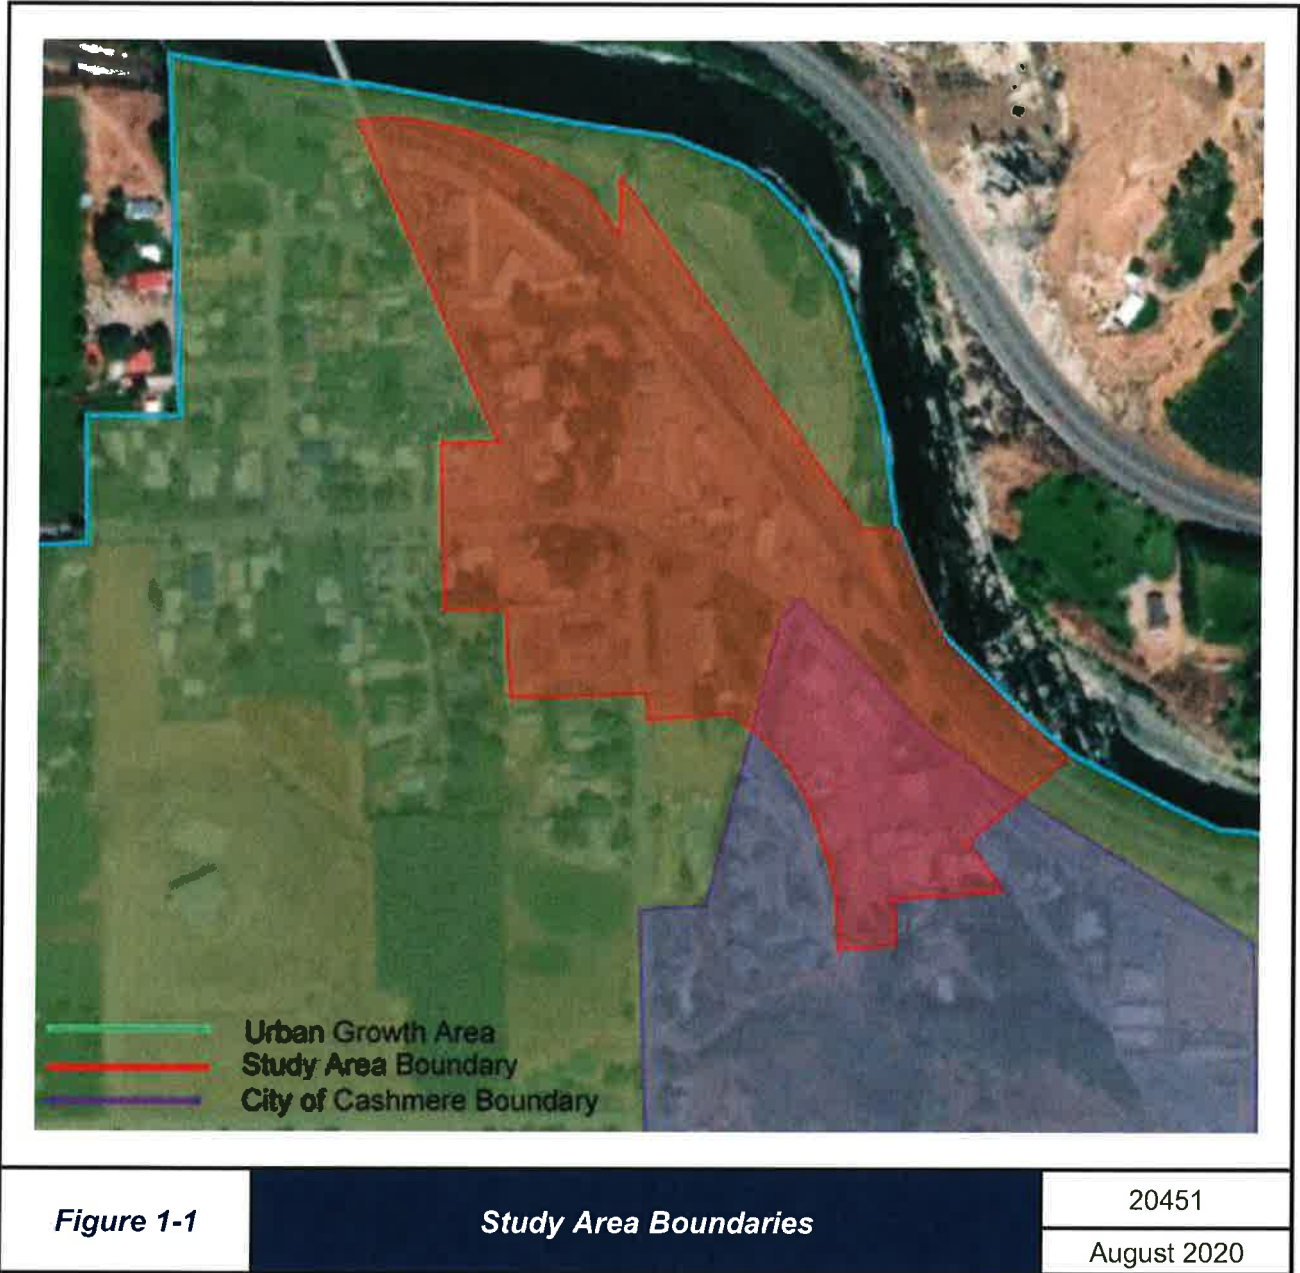 Urban Growth Area
Study Area Boundary
City of Cashmere Boundary
Figure 1-1
Study Area Boundaries
20451
August 2020